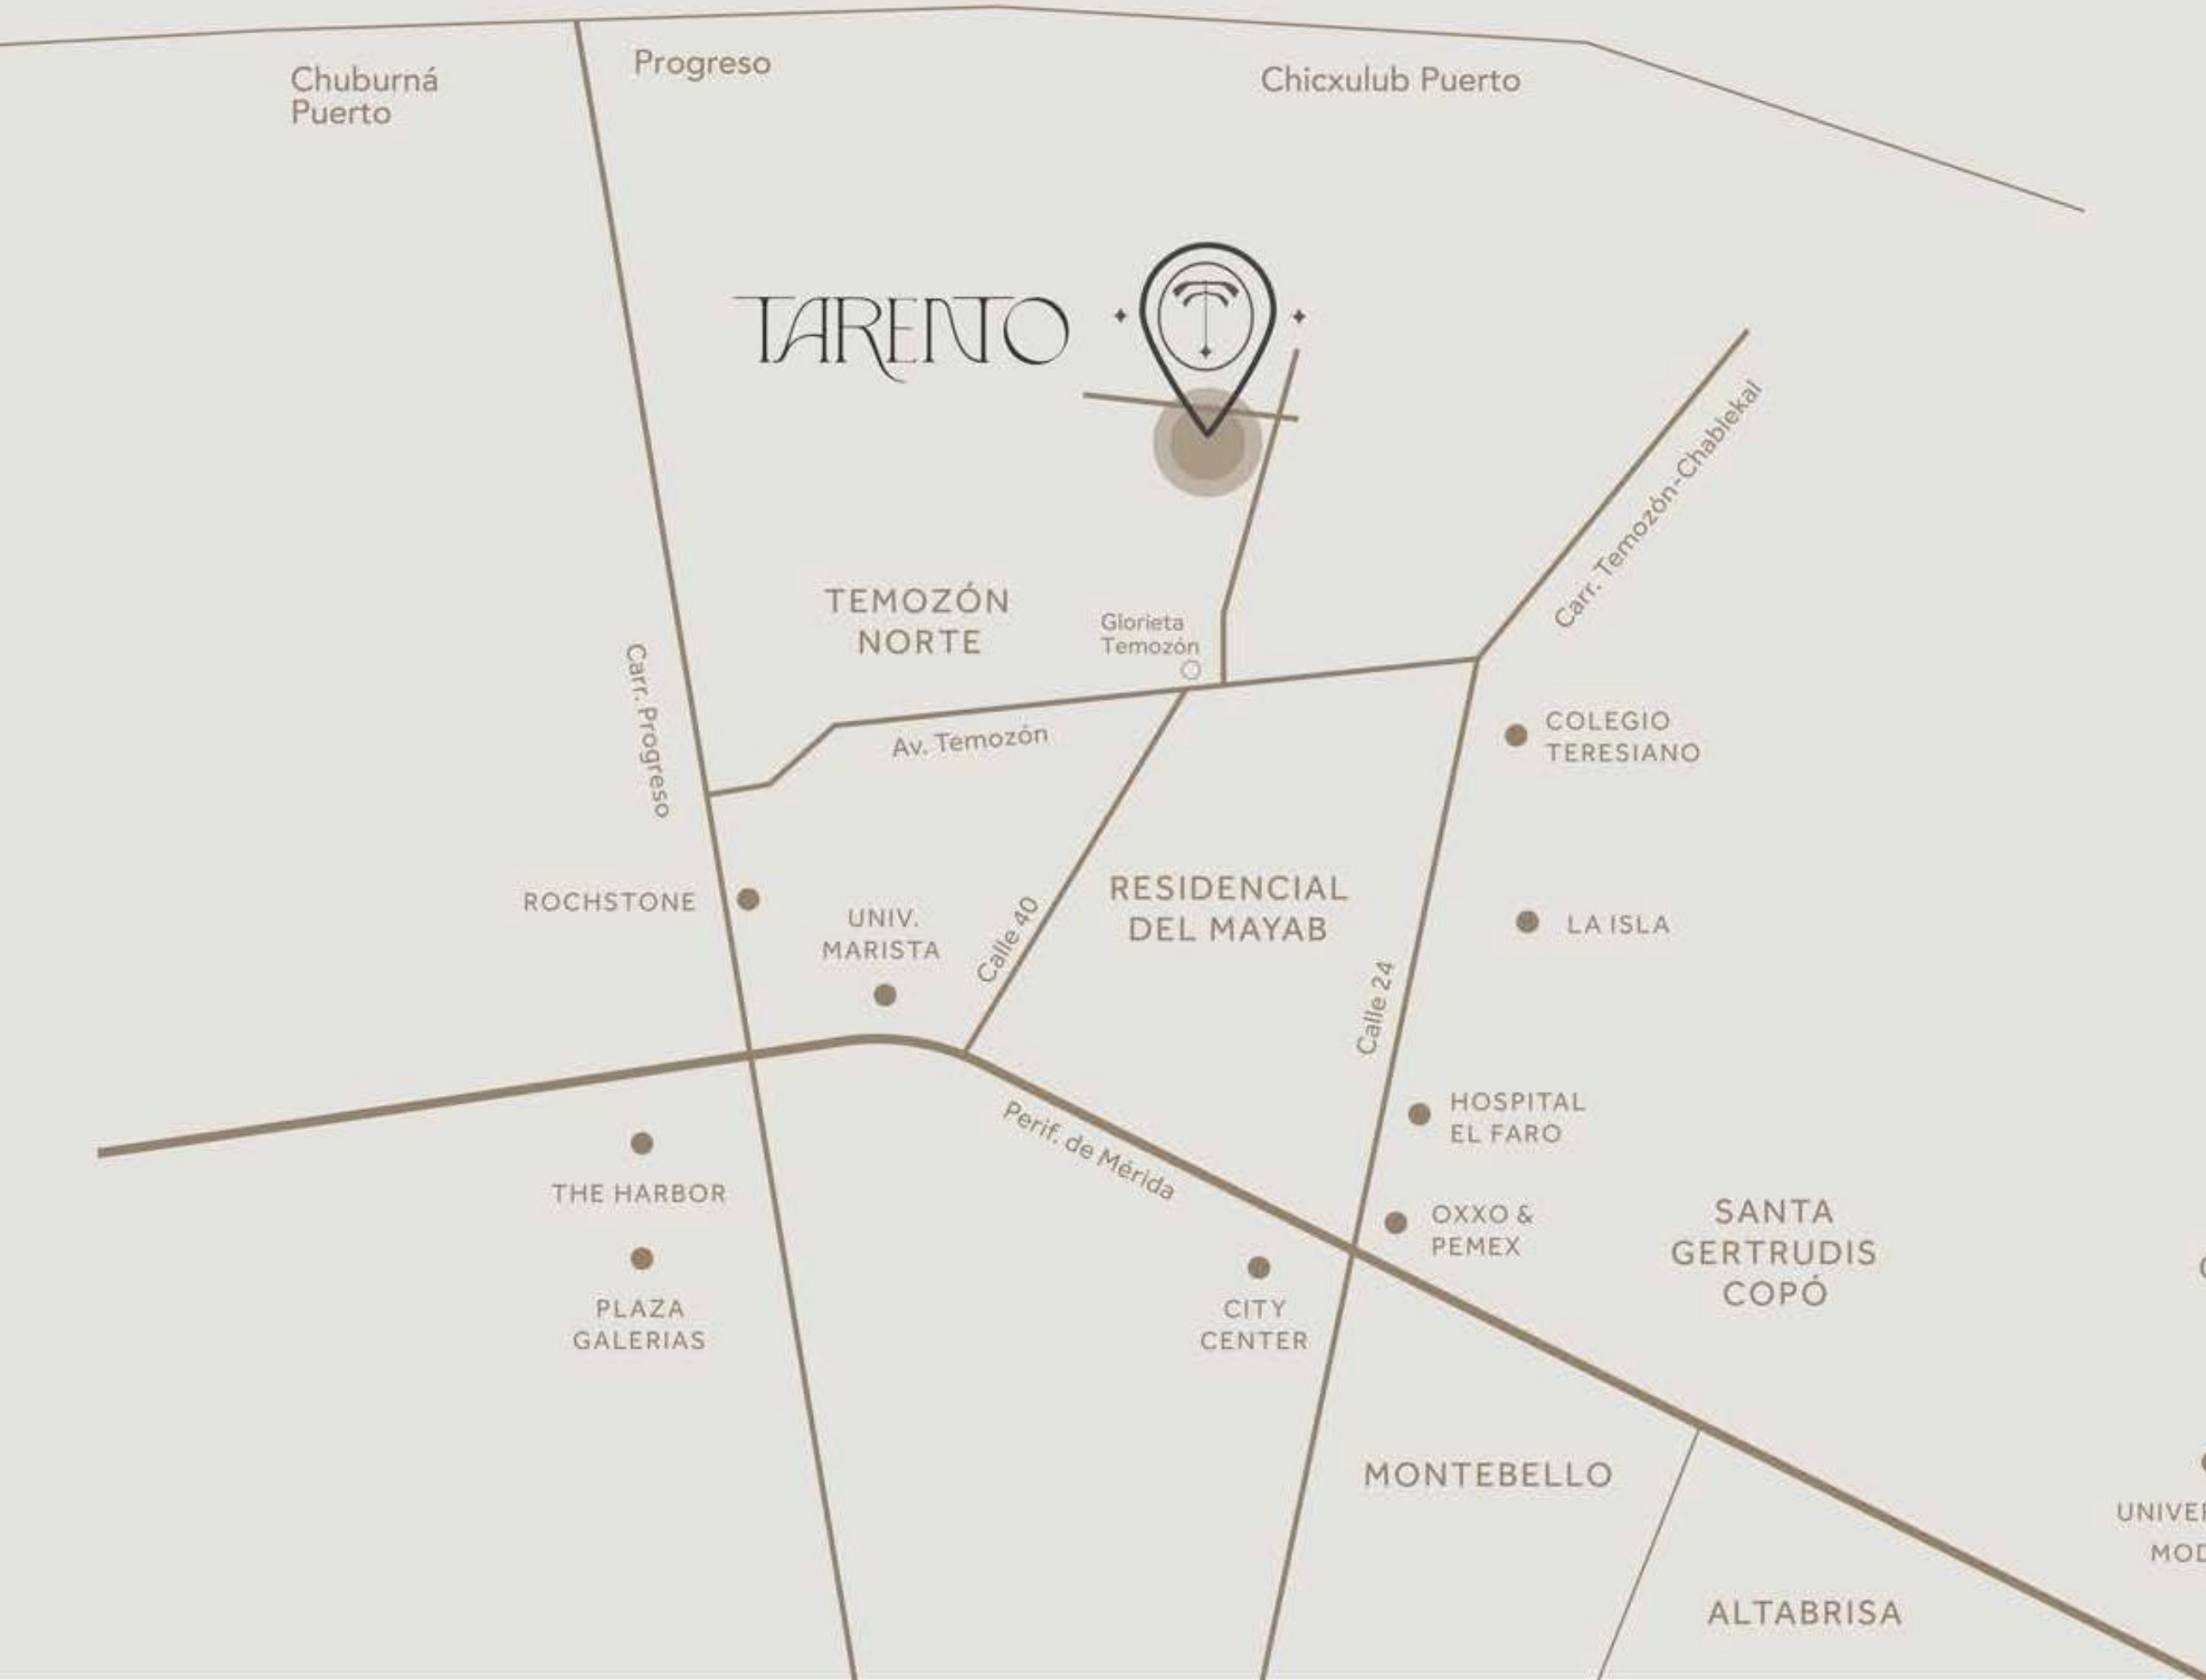 Chuburná
Puerto
Progreso
Chicxulub Puerto
TARENTO
Carr. Temozón-Chablekal
TEMOZÓN
NORTE
Glorieta
Temozón
Carr. Progreso
Av. Temozón
COLEGIO
TERESIANO
ROCHSTONE
UNIV.
MARISTA
Calle 40
RESIDENCIAL
DEL MAYAB
LA ISLA
Calle 24
HOSPITAL
EL FARO
Perif. de Mérida
THE HARBOR
OXXO &
PEMEX
SANTA
GERTRUDIS
COPÓ
PLAZA
GALERIAS
CITY
CENTER
MONTEBELLO
ALTABRISA